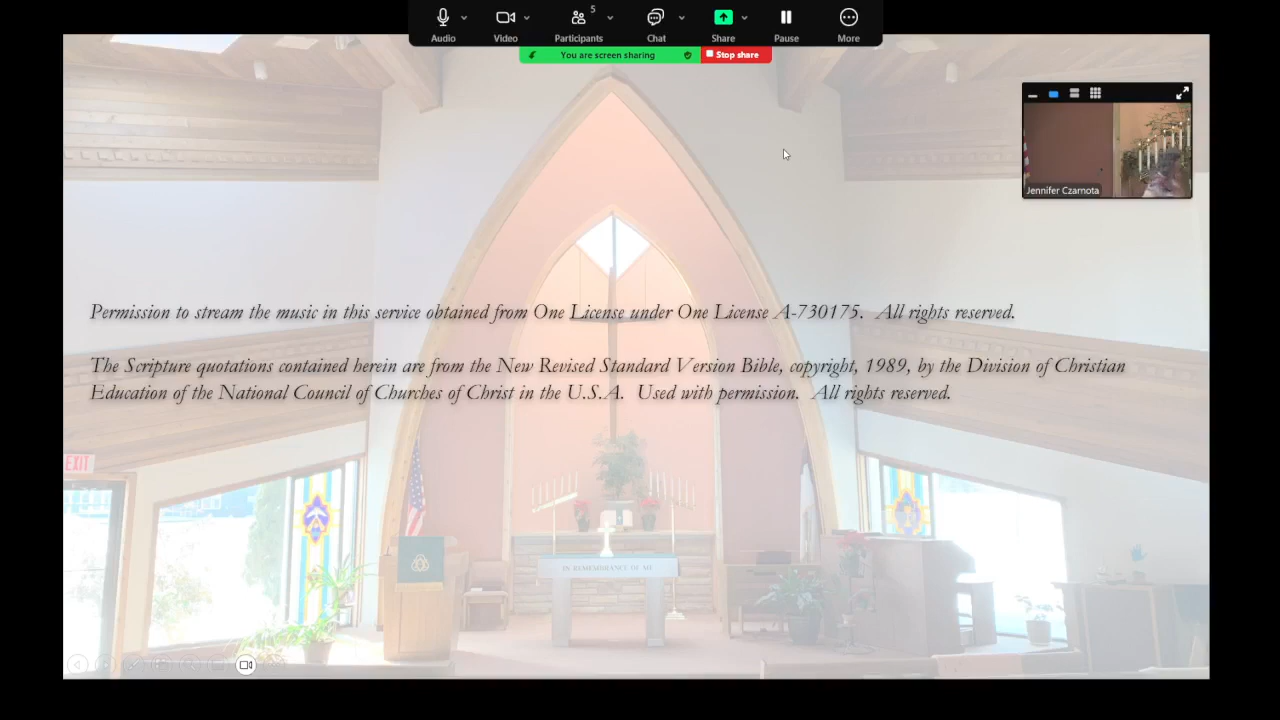 5
Audio Video Participants Chat Share Pause More
You are screen sharing Stop share
Jennifer Czarnota
Permission to stream the music in this service obtained from One License under One License A-730175. All rights reserved.
The Scripture quotations contained herein are from the New Revised Standard Version Bible, copyright, 1989, by the Division of Christian
Education of the National Council of Churches of Christ in the U.S.A. Used with permission. All rights reserved.
EXIT
IN REMEMBRANCE OF ME